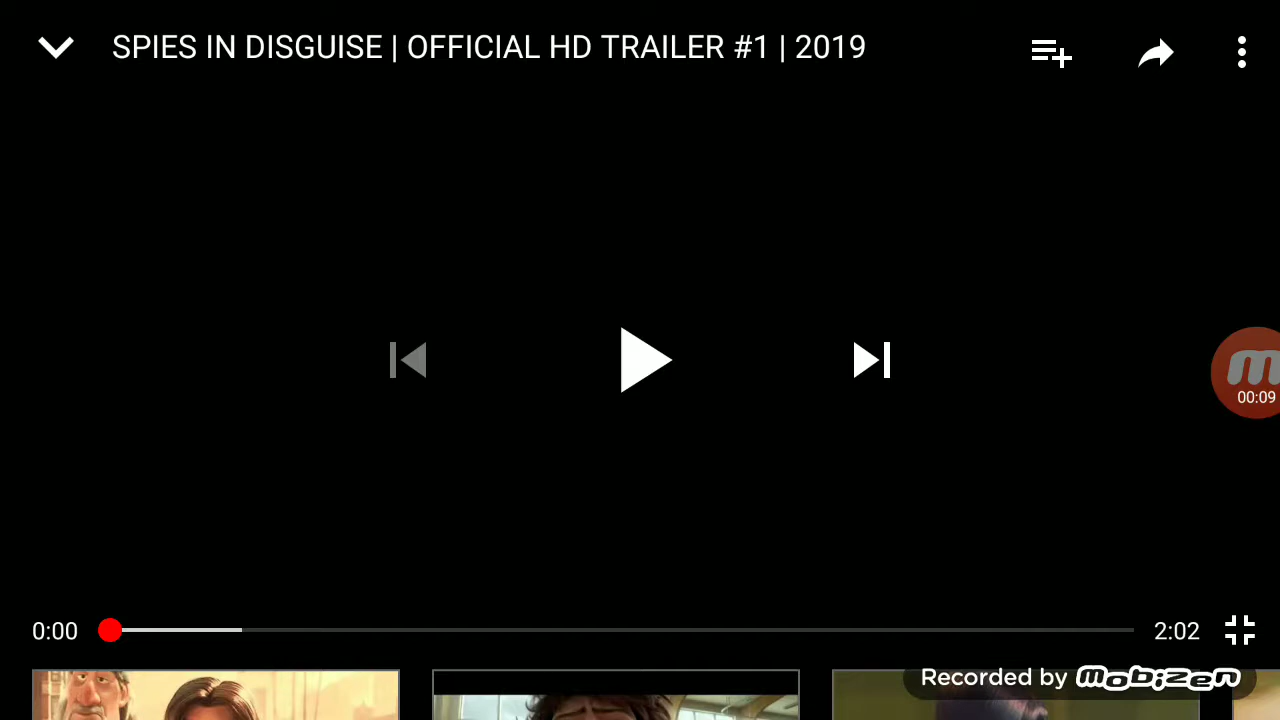 SPIES IN DISGUISE | OFFICIAL HD TRAILER #1 | 2019
00:09
0:00
2:02
Recorded by mobizen